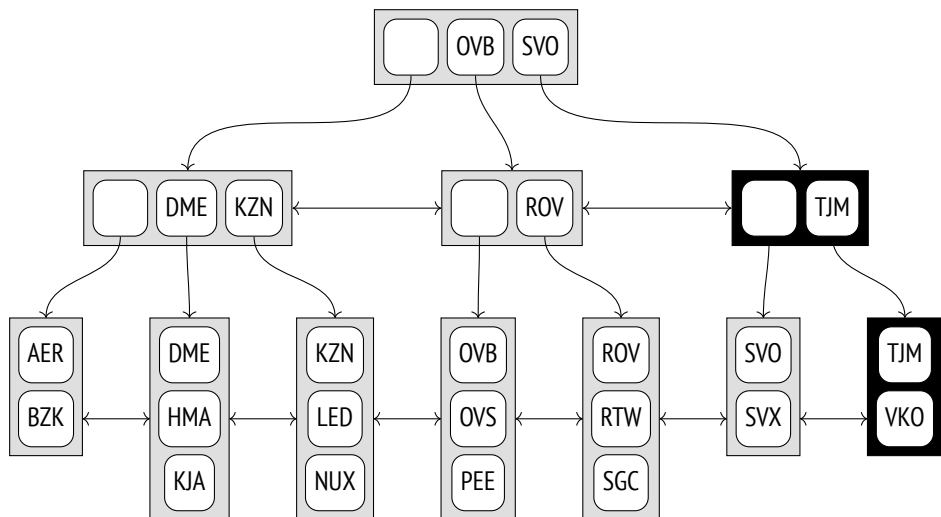 OVB SVO
DME KZN
ROV
TJM
AER
BZK
DME
HMA
KJA
KZN
LED
NUX
OVB
OVS
PEE
ROV
RTW
SGC
SVO
SVX
TJM
VKO